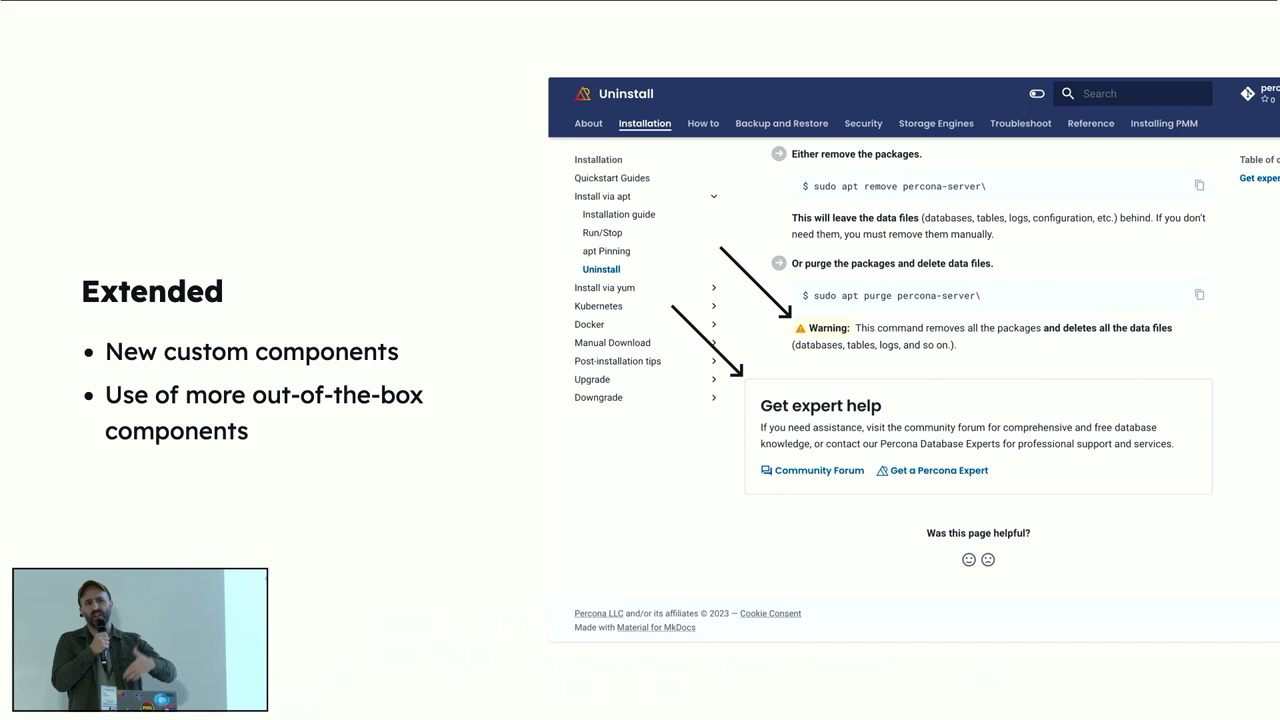 Extended
• New custom components
• Use of more out-of-the-box
components
Uninstall
Search
perc
0
About
Installation
How to
Backup and Restore
Security
Storage Engines
Troubleshoot
Reference
Installing PMM
Installation
Quickstart Guides
Install via apt
Installation guide
Run/Stop
apt Pinning
Uninstall
Install via yum
Kubernetes
Docker
Manual Download
Post-installation tips
Upgrade
Downgrade
Either remove the packages.
$ sudo apt remove percona-server\
This will leave the data files (databases, tables, logs, configuration, etc.) behind. If you don't
need them, you must remove them manually.
Or purge the packages and delete data files.
$ sudo apt purge percona-server\
Warning: This command removes all the packages and deletes all the data files
(databases, tables, logs, and so on.).
Get expert help
If you need assistance, visit the community forum for comprehensive and free database
knowledge, or contact our Percona Database Experts for professional support and services.
Community Forum
Get a Percona Expert
Was this page helpful?
Table of c
Get exper
Percona LLC and/or its affiliates © 2023 — Cookie Consent
Made with Material for MkDocs